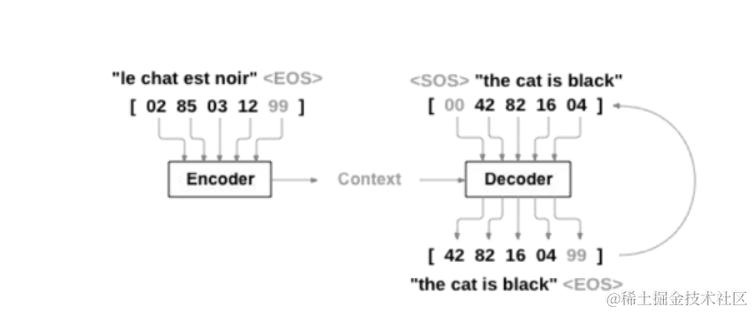 "le chat est noir" <EOS>
[ 02 85 03 12 99 ]
Encoder
Context
<SOS> "the cat is black"
[ 00 42 82 16 04 ]
Decoder
[ 42 82 16 04 99 ]
"the cat is black" <EOS>
@稀土掘金技术社区